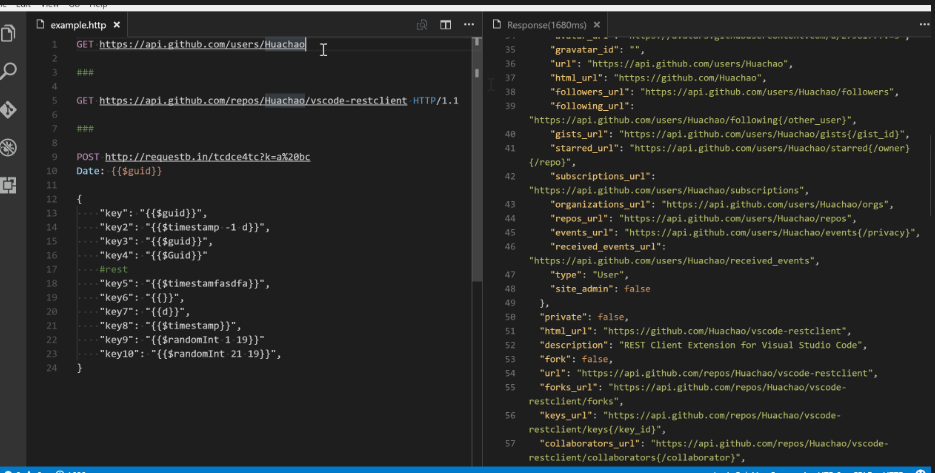 example.http
1 GET https://api.github.com/users/Huachao
2
3 ###
4
5 GET https://api.github.com/repos/Huachao/vscode-restclient HTTP/1.1
6
7 ###
8
9 POST http://requestb.in/tcdce4tc?k=a%20bc
10 Date: {{$guid}}
11
12 {
13 "key": "{{$guid}}",
14 "key2": "{{$timestamp -1 d}}",
15 "key3": "{{$guid}}",
16 "key4": "{{$Guid}}"
17 #rest
18 "key5": "{{$timestamfasdfa}}",
19 "key6": "{{}}",
20 "key7": "{{d}}",
21 "key8": "{{$timestamp}}",
22 "key9": "{{$randomInt 1 19}}"
23 "key10": "{{$randomInt 21 19}}",
24 }
Response(1680ms)
35 "gravatar_id": "",
36 "url": "https://api.github.com/users/Huachao",
37 "html_url": "https://github.com/Huachao",
38 "followers_url": "https://api.github.com/users/Huachao/followers",
39 "following_url":
"https://api.github.com/users/Huachao/following{/other_user}",
40 "gists_url": "https://api.github.com/users/Huachao/gists{/gist_id}",
41 "starred_url": "https://api.github.com/users/Huachao/starred{/owner}
{/repo}",
42 "subscriptions_url":
"https://api.github.com/users/Huachao/subscriptions",
43 "organizations_url": "https://api.github.com/users/Huachao/orgs",
44 "repos_url": "https://api.github.com/users/Huachao/repos",
45 "events_url": "https://api.github.com/users/Huachao/events{/privacy}",
46 "received_events_url":
"https://api.github.com/users/Huachao/received_events",
47 "type": "User",
48 "site_admin": false
49 },
50 "private": false,
51 "html_url": "https://github.com/Huachao/vscode-restclient",
52 "description": "REST Client Extension for Visual Studio Code",
53 "fork": false,
54 "url": "https://api.github.com/repos/Huachao/vscode-restclient",
55 "forks_url": "https://api.github.com/repos/Huachao/vscode-
restclient/forks",
56 "keys_url": "https://api.github.com/repos/Huachao/vscode-
restclient/keys{/key_id}",
57 "collaborators_url": "https://api.github.com/repos/Huachao/vscode-
restclient/collaborators{/collaborator}",